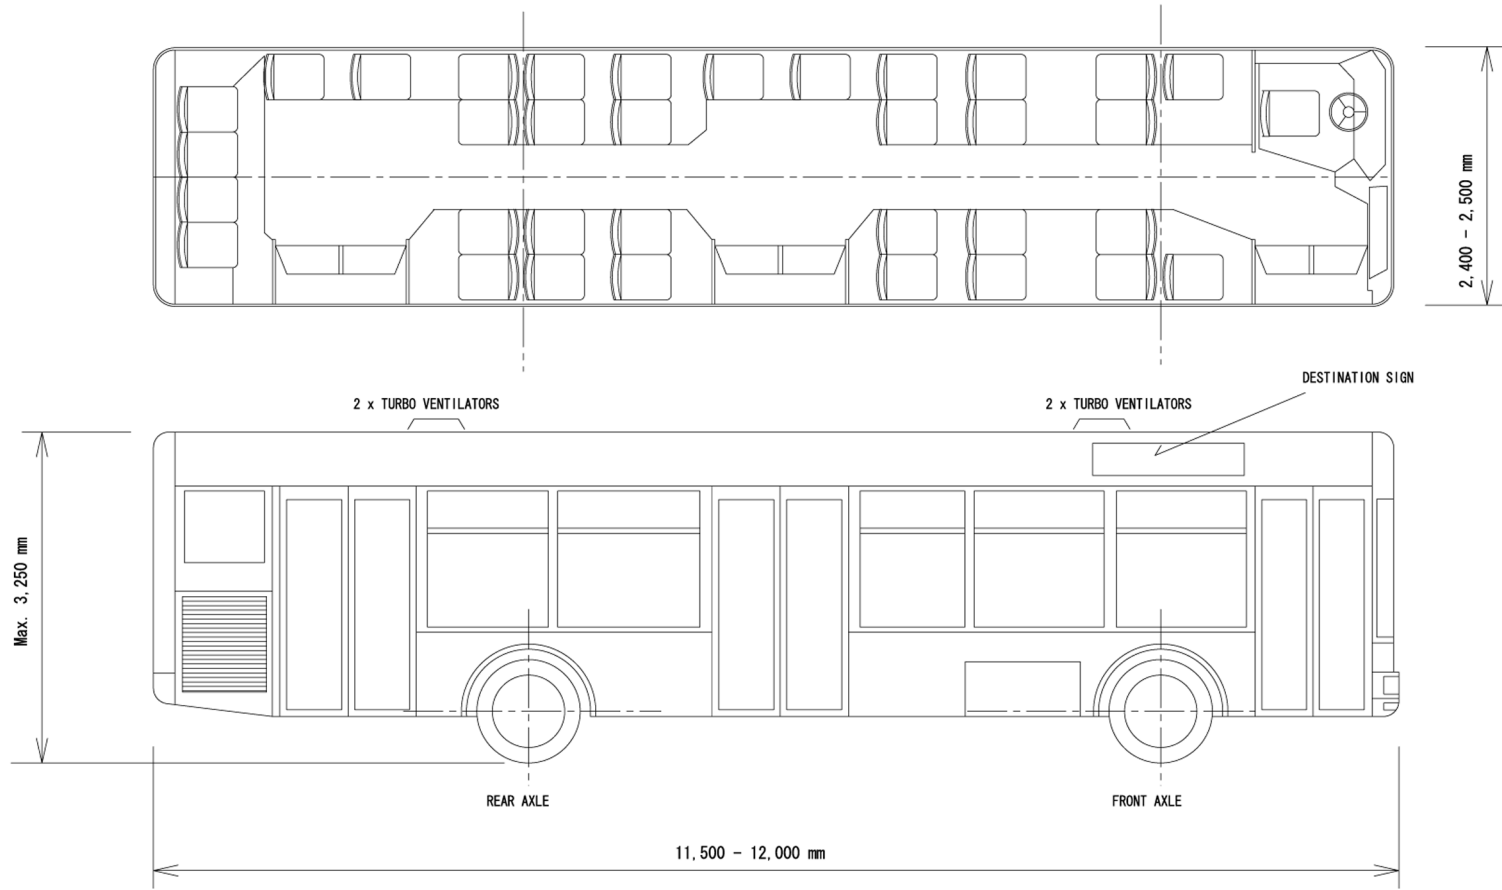 2,400 - 2,500 mm
DESTINATION SIGN
2 x TURBO VENTILATORS
2 x TURBO VENTILATORS
Max. 3,250 mm
REAR AXLE
FRONT AXLE
11,500 - 12,000 mm